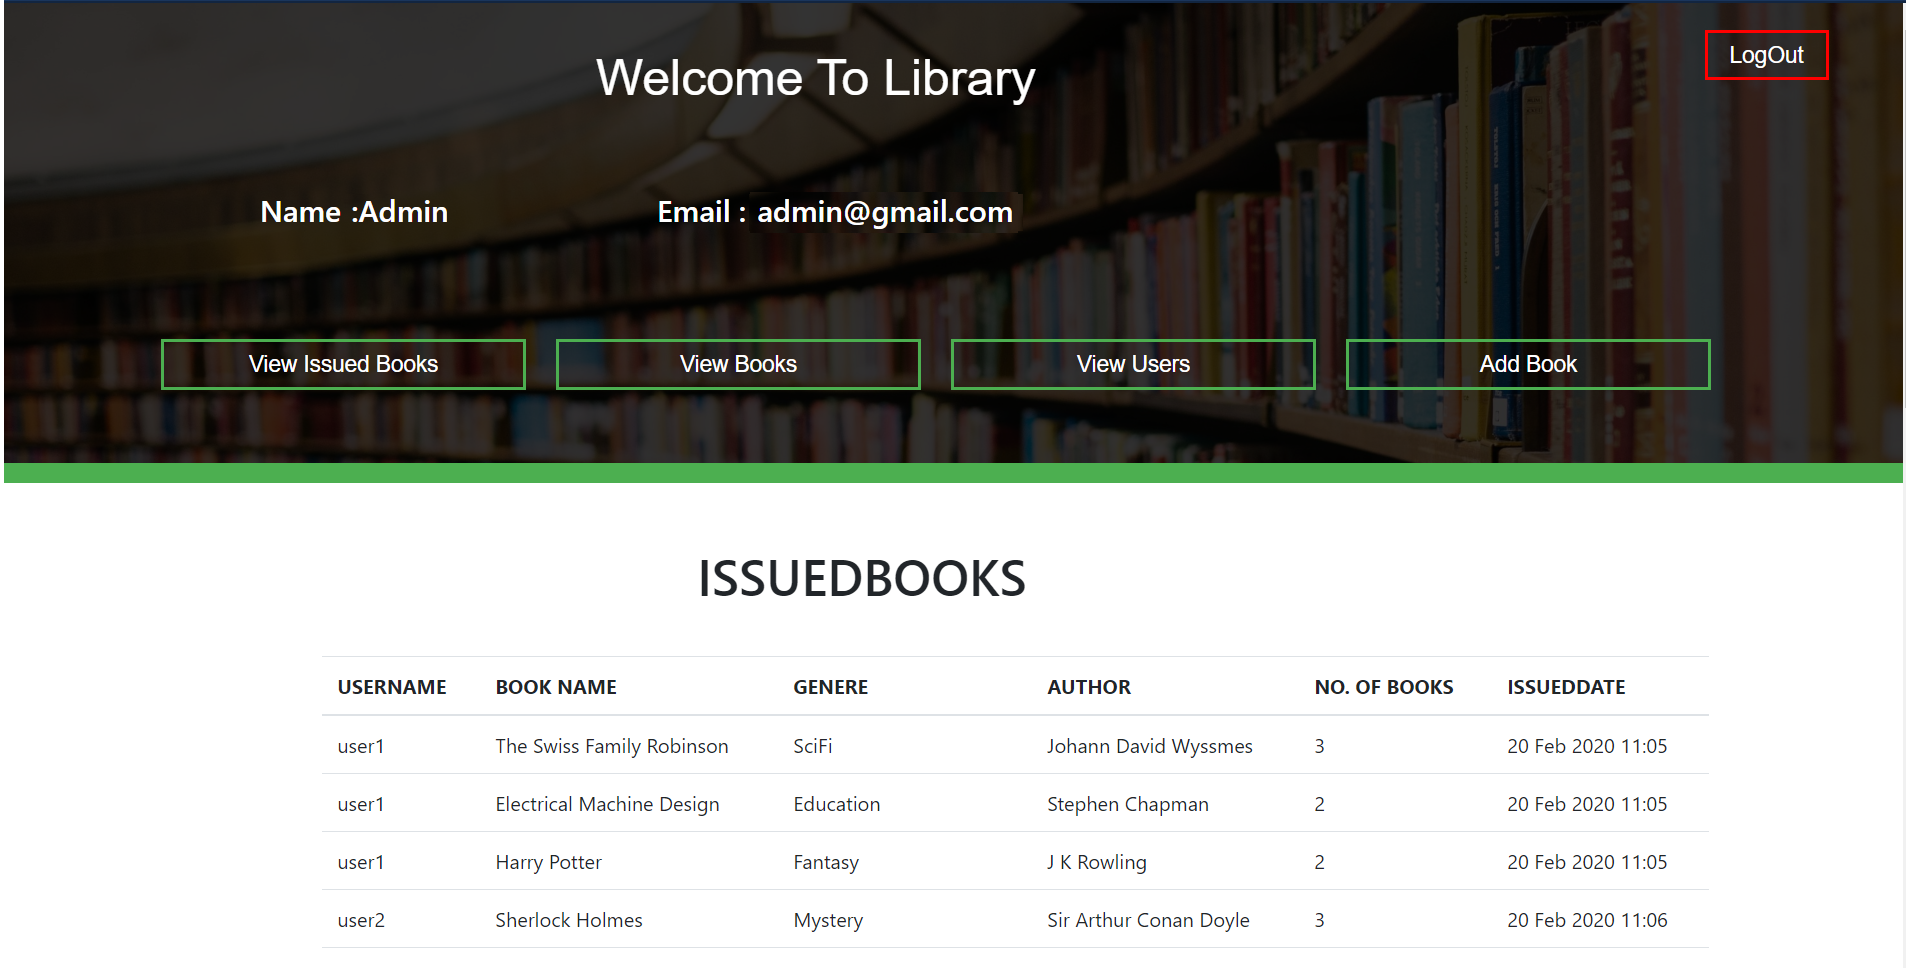 LogOut
Welcome To Library
Name :Admin Email : admin@gmail.com
View Issued Books View Books View Users Add Book
ISSUEDBOOKS
USERNAME BOOK NAME GENERE AUTHOR NO. OF BOOKS ISSUEDDATE
user1 The Swiss Family Robinson SciFi Johann David Wyssmes 3 20 Feb 2020 11:05
user1 Electrical Machine Design Education Stephen Chapman 2 20 Feb 2020 11:05
user1 Harry Potter Fantasy J K Rowling 2 20 Feb 2020 11:05
user2 Sherlock Holmes Mystery Sir Arthur Conan Doyle 3 20 Feb 2020 11:06